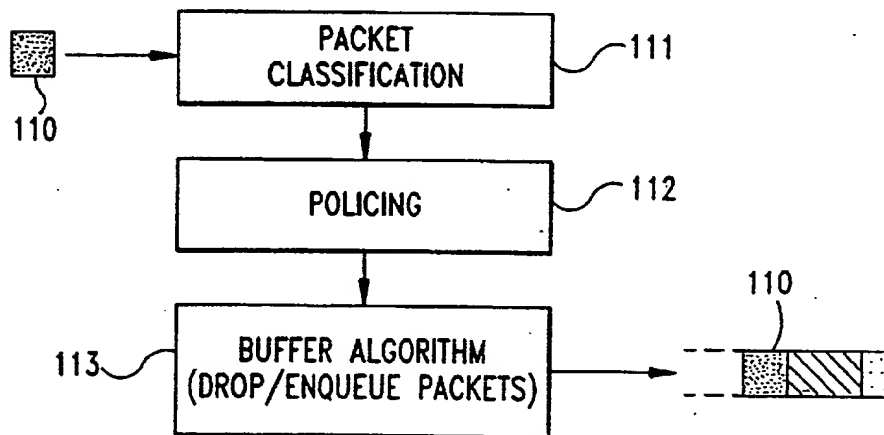 PACKET
CLASSIFICATION
111
110
POLICING
112
110
BUFFER ALGORITHM
(DROP/ENQUEUE PACKETS)
113